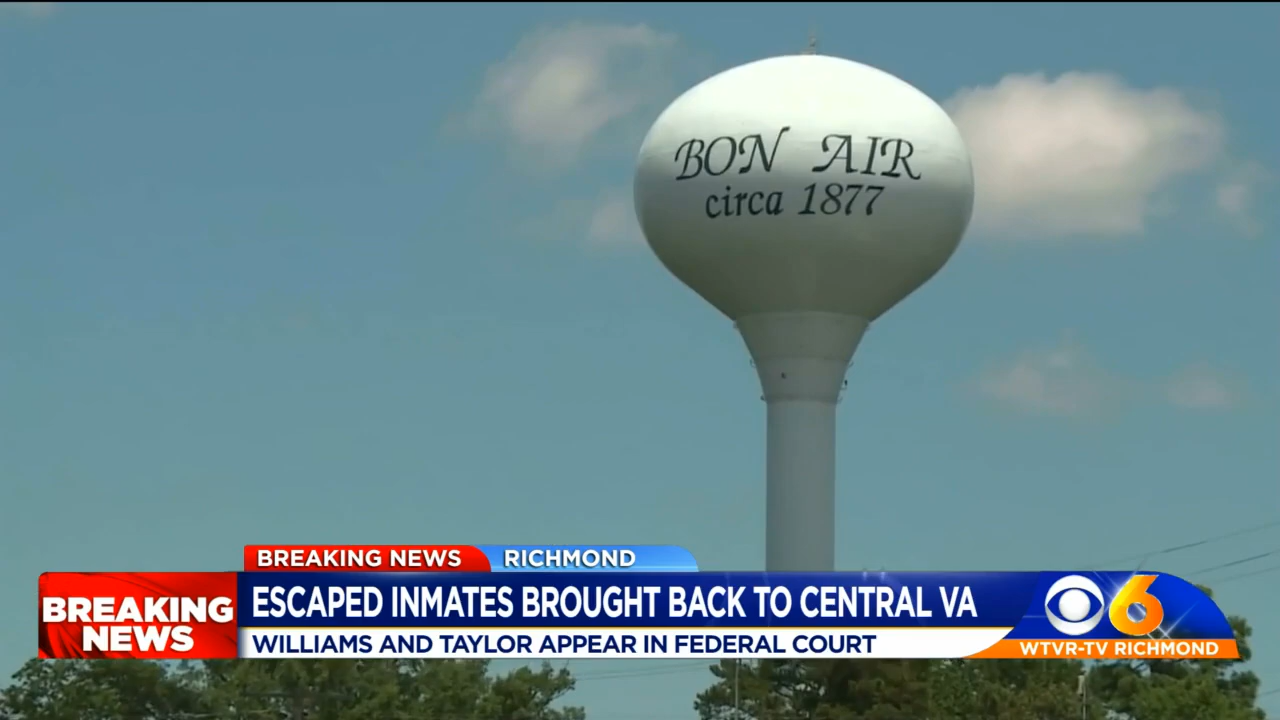 BON AIR
circa 1877
BREAKING NEWS
RICHMOND
BREAKING
NEWS
ESCAPED INMATES BROUGHT BACK TO CENTRAL VA
WILLIAMS AND TAYLOR APPEAR IN FEDERAL COURT
6
WTVR-TV RICHMOND